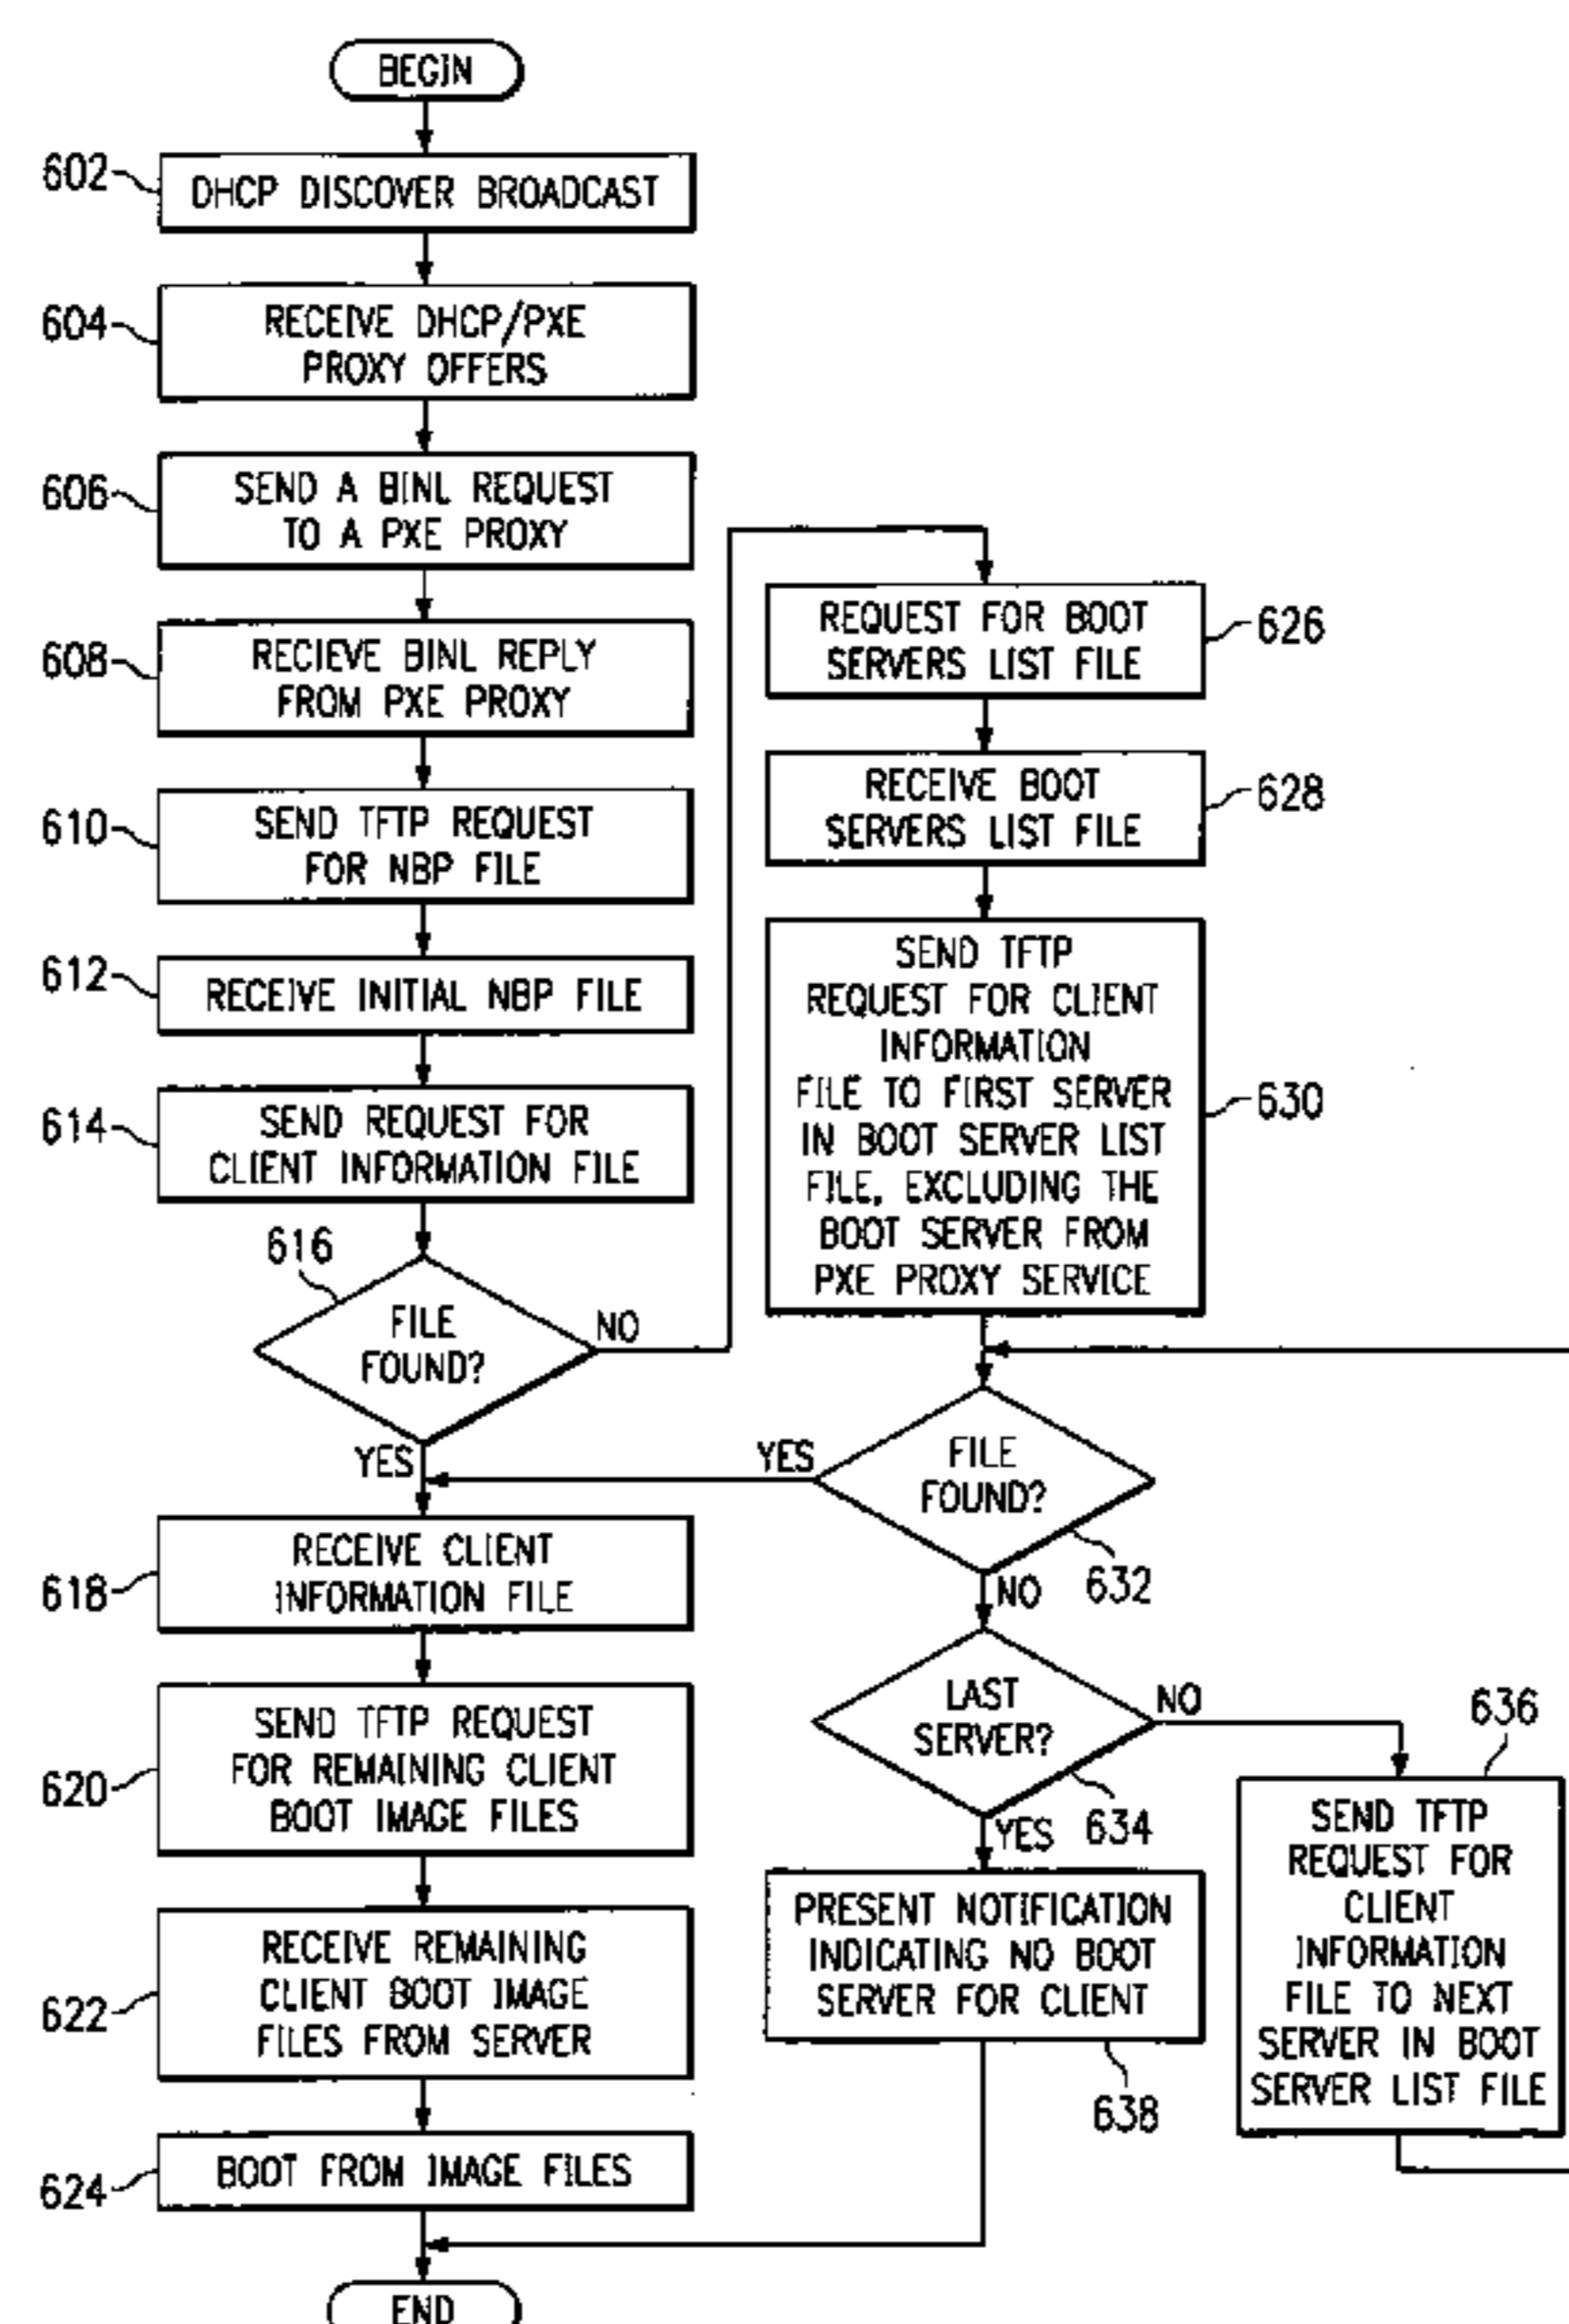 BEGIN
602
DHCP DISCOVER BROADCAST
604
RECEIVE DHCP/PXE
PROXY OFFERS
606
SEND A BINL REQUEST
TO A PXE PROXY
608
RECIEVE BINL REPLY
FROM PXE PROXY
610
SEND TFTP REQUEST
FOR NBP FILE
612
RECEIVE INITIAL NBP FILE
614
SEND REQUEST FOR
CLIENT INFORMATION FILE
616
FILE
FOUND?
NO
YES
618
RECEIVE CLIENT
INFORMATION FILE
620
SEND TFTP REQUEST
FOR REMAINING CLIENT
BOOT IMAGE FILES
622
RECEIVE REMAINING
CLIENT BOOT IMAGE
FILES FROM SERVER
624
BOOT FROM IMAGE FILES
END
REQUEST FOR BOOT
SERVERS LIST FILE
626
RECEIVE BOOT
SERVERS LIST FILE
628
SEND TFTP
REQUEST FOR CLIENT
INFORMATION
FILE TO FIRST SERVER
IN BOOT SERVER LIST
FILE, EXCLUDING THE
BOOT SERVER FROM
PXE PROXY SERVICE
630
YES
FILE
FOUND?
632
NO
LAST
SERVER?
NO
634
YES
PRESENT NOTIFICATION
INDICATING NO BOOT
SERVER FOR CLIENT
638
636
SEND TFTP
REQUEST FOR
CLIENT
INFORMATION
FILE TO NEXT
SERVER IN BOOT
SERVER LIST FILE